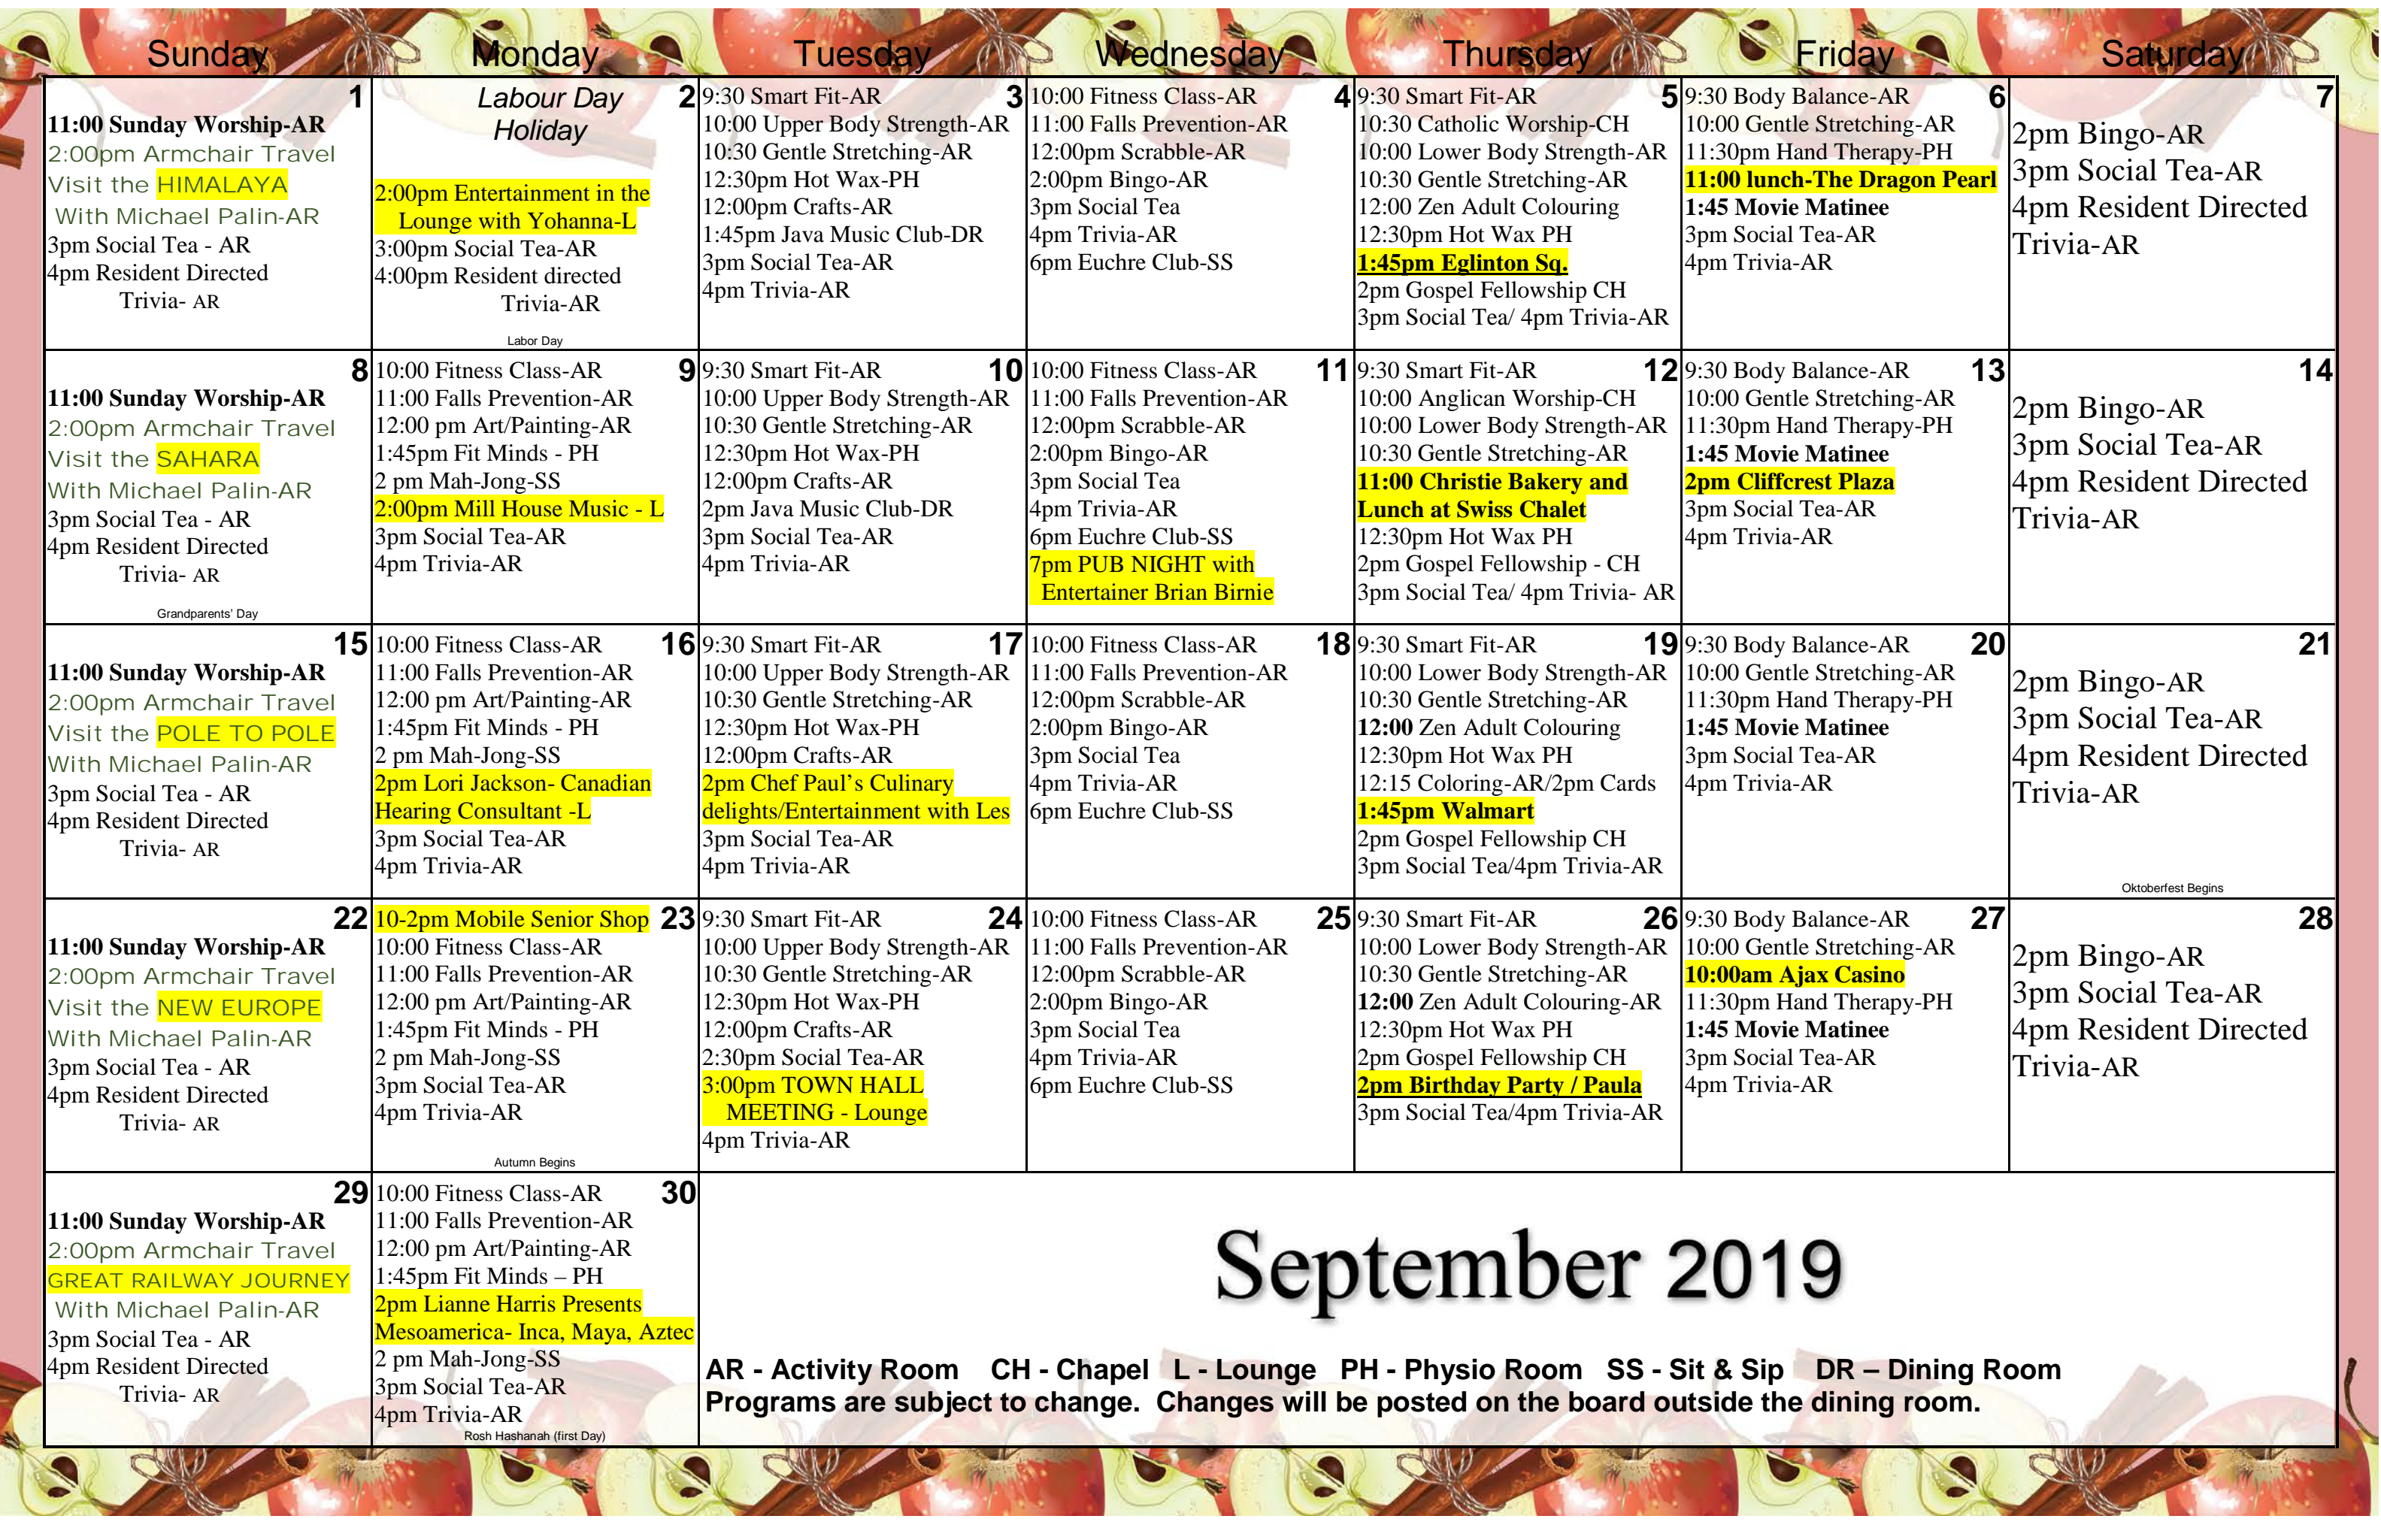 Sunday Monday Tuesday Wednesday Thursday Friday Saturday
1
11:00 Sunday Worship-AR
2:00pm Armchair Travel
Visit the HIMALAYA
With Michael Palin-AR
3pm Social Tea - AR
4pm Resident Directed
Trivia- AR
Labour Day 2
Holiday
2:00pm Entertainment in the
Lounge with Yohanna-L
3:00pm Social Tea-AR
4:00pm Resident directed
Trivia-AR
Labor Day
9:30 Smart Fit-AR 3
10:00 Upper Body Strength-AR
10:30 Gentle Stretching-AR
12:30pm Hot Wax-PH
12:00pm Crafts-AR
1:45pm Java Music Club-DR
3pm Social Tea-AR
4pm Trivia-AR
10:00 Fitness Class-AR 4
11:00 Falls Prevention-AR
12:00pm Scrabble-AR
2:00pm Bingo-AR
3pm Social Tea
4pm Trivia-AR
6pm Euchre Club-SS
9:30 Smart Fit-AR 5
10:30 Catholic Worship-CH
10:00 Lower Body Strength-AR
10:30 Gentle Stretching-AR
12:00 Zen Adult Colouring
12:30pm Hot Wax PH
1:45pm Eglinton Sq.
2pm Gospel Fellowship CH
3pm Social Tea/ 4pm Trivia-AR
9:30 Body Balance-AR 6
10:00 Gentle Stretching-AR
11:30pm Hand Therapy-PH
11:00 lunch-The Dragon Pearl
1:45 Movie Matinee
3pm Social Tea-AR
4pm Trivia-AR
7
2pm Bingo-AR
3pm Social Tea-AR
4pm Resident Directed
Trivia-AR
8
11:00 Sunday Worship-AR
2:00pm Armchair Travel
Visit the SAHARA
With Michael Palin-AR
3pm Social Tea - AR
4pm Resident Directed
Trivia- AR
Grandparents' Day
10:00 Fitness Class-AR 9
11:00 Falls Prevention-AR
12:00 pm Art/Painting-AR
1:45pm Fit Minds - PH
2 pm Mah-Jong-SS
2:00pm Mill House Music - L
3pm Social Tea-AR
4pm Trivia-AR
9:30 Smart Fit-AR 10
10:00 Upper Body Strength-AR
10:30 Gentle Stretching-AR
12:30pm Hot Wax-PH
12:00pm Crafts-AR
2pm Java Music Club-DR
3pm Social Tea-AR
4pm Trivia-AR
10:00 Fitness Class-AR 11
11:00 Falls Prevention-AR
12:00pm Scrabble-AR
2:00pm Bingo-AR
3pm Social Tea
4pm Trivia-AR
6pm Euchre Club-SS
7pm PUB NIGHT with
Entertainer Brian Birnie
9:30 Smart Fit-AR 12
10:00 Anglican Worship-CH
10:00 Lower Body Strength-AR
10:30 Gentle Stretching-AR
11:00 Christie Bakery and
Lunch at Swiss Chalet
12:30pm Hot Wax PH
2pm Gospel Fellowship - CH
3pm Social Tea/ 4pm Trivia- AR
9:30 Body Balance-AR 13
10:00 Gentle Stretching-AR
11:30pm Hand Therapy-PH
1:45 Movie Matinee
2pm Cliffcrest Plaza
3pm Social Tea-AR
4pm Trivia-AR
14
2pm Bingo-AR
3pm Social Tea-AR
4pm Resident Directed
Trivia-AR
15
11:00 Sunday Worship-AR
2:00pm Armchair Travel
Visit the POLE TO POLE
With Michael Palin-AR
3pm Social Tea - AR
4pm Resident Directed
Trivia- AR
10:00 Fitness Class-AR 16
11:00 Falls Prevention-AR
12:00 pm Art/Painting-AR
1:45pm Fit Minds - PH
2 pm Mah-Jong-SS
2pm Lori Jackson- Canadian
Hearing Consultant -L
3pm Social Tea-AR
4pm Trivia-AR
9:30 Smart Fit-AR 17
10:00 Upper Body Strength-AR
10:30 Gentle Stretching-AR
12:30pm Hot Wax-PH
12:00pm Crafts-AR
2pm Chef Paul's Culinary
delights/Entertainment with Les
3pm Social Tea-AR
4pm Trivia-AR
10:00 Fitness Class-AR 18
11:00 Falls Prevention-AR
12:00pm Scrabble-AR
2:00pm Bingo-AR
3pm Social Tea
4pm Trivia-AR
6pm Euchre Club-SS
9:30 Smart Fit-AR 19
10:00 Lower Body Strength-AR
10:30 Gentle Stretching-AR
12:00 Zen Adult Colouring
12:30pm Hot Wax PH
12:15 Coloring-AR/2pm Cards
1:45pm Walmart
2pm Gospel Fellowship CH
3pm Social Tea/4pm Trivia-AR
9:30 Body Balance-AR 20
10:00 Gentle Stretching-AR
11:30pm Hand Therapy-PH
1:45 Movie Matinee
3pm Social Tea-AR
4pm Trivia-AR
21
2pm Bingo-AR
3pm Social Tea-AR
4pm Resident Directed
Trivia-AR
Oktoberfest Begins
22
11:00 Sunday Worship-AR
2:00pm Armchair Travel
Visit the NEW EUROPE
With Michael Palin-AR
3pm Social Tea - AR
4pm Resident Directed
Trivia- AR
10-2pm Mobile Senior Shop 23
10:00 Fitness Class-AR
11:00 Falls Prevention-AR
12:00 pm Art/Painting-AR
1:45pm Fit Minds - PH
2 pm Mah-Jong-SS
3pm Social Tea-AR
4pm Trivia-AR
Autumn Begins
9:30 Smart Fit-AR 24
10:00 Upper Body Strength-AR
10:30 Gentle Stretching-AR
12:30pm Hot Wax-PH
12:00pm Crafts-AR
2:30pm Social Tea-AR
3:00pm TOWN HALL
MEETING - Lounge
4pm Trivia-AR
10:00 Fitness Class-AR 25
11:00 Falls Prevention-AR
12:00pm Scrabble-AR
2:00pm Bingo-AR
3pm Social Tea
4pm Trivia-AR
6pm Euchre Club-SS
9:30 Smart Fit-AR 26
10:00 Lower Body Strength-AR
10:30 Gentle Stretching-AR
12:00 Zen Adult Colouring-AR
12:30pm Hot Wax PH
2pm Gospel Fellowship CH
2pm Birthday Party / Paula
3pm Social Tea/4pm Trivia-AR
9:30 Body Balance-AR 27
10:00 Gentle Stretching-AR
10:00am Ajax Casino
11:30pm Hand Therapy-PH
1:45 Movie Matinee
3pm Social Tea-AR
4pm Trivia-AR
28
2pm Bingo-AR
3pm Social Tea-AR
4pm Resident Directed
Trivia-AR
29
11:00 Sunday Worship-AR
2:00pm Armchair Travel
GREAT RAILWAY JOURNEY
With Michael Palin-AR
3pm Social Tea - AR
4pm Resident Directed
Trivia- AR
10:00 Fitness Class-AR 30
11:00 Falls Prevention-AR
12:00 pm Art/Painting-AR
1:45pm Fit Minds – PH
2pm Lianne Harris Presents
Mesoamerica- Inca, Maya, Aztec
2 pm Mah-Jong-SS
3pm Social Tea-AR
4pm Trivia-AR
Rosh Hashanah (first Day)
September 2019
AR - Activity Room CH - Chapel L - Lounge PH - Physio Room SS - Sit & Sip DR – Dining Room
Programs are subject to change. Changes will be posted on the board outside the dining room.